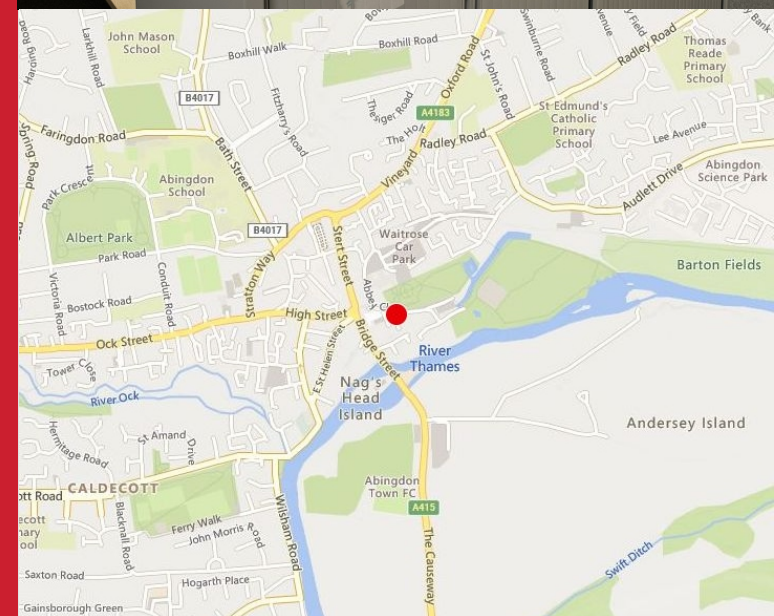 John Mason
School
Larkhill Road
Boxhill Walk
Boxhill Road
Oxford Road
St John's Road
Swinburne Road
Radley Road
Thomas
Reade
Primary
School
B4017
Fitzharry's Road
A4183
St Edmund's
Catholic
Primary
School
Faringdon Road
Spring Road
Bath Street
Radley Road
Lee Avenue
Vineyard
Abingdon
School
Park Crescent
Audlett Drive
Abingdon
Science Park
Albert Park
B4017
Stert Street
Waitrose
Car
Park
Park Road
Barton Fields
Victoria Road
Conduit Road
Stratton Way
Bostock Road
High Street
Ock Street
E St Helen Street
Bridge Street
River
Thames
Tower Close
Nag's
Head
Island
River Ock
Andersey Island
St Amand Drive
Hermitage Road
CALDECOTT
Abingdon
Town FC
A415
Wilsham Road
Blacknall Road
Ferry Walk
John Morris Road
The Causeway
Swift Ditch
Saxton Road
Hogarth Place
Gainsborough Green